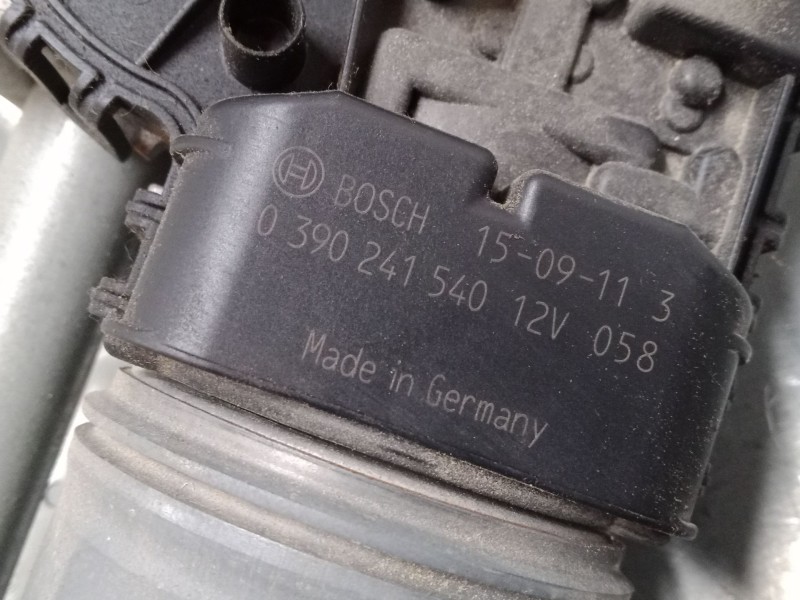 BOSCH 15-09-11 3
0 390 241 540 12V 058
Made in Germany